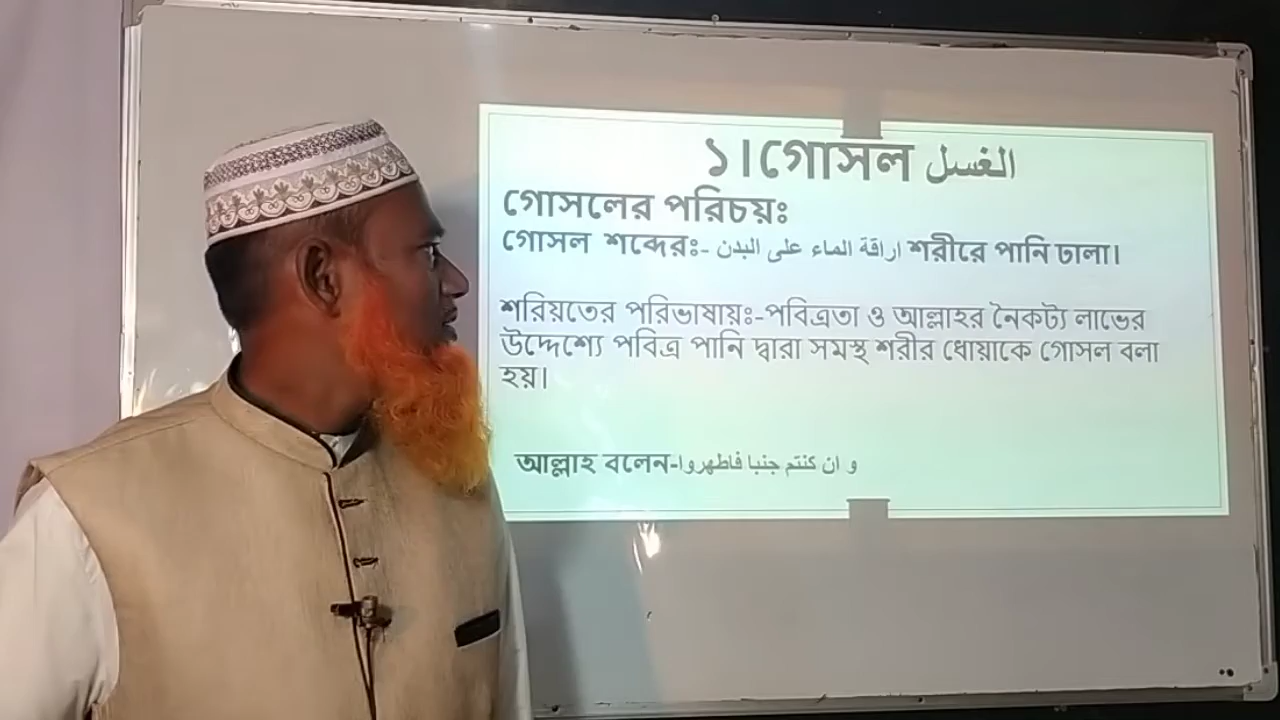 ১।গোসল الغسل
গোসলের পরিচয়ঃ
গোসল শব্দেরঃ- اراقة الماء على البدن শরীরে পানি ঢালা।
শরিয়তের পরিভাষায়ঃ-পবিত্রতা ও আল্লাহর নৈকট্য লাভের
উদ্দেশ্যে পবিত্র পানি দ্বারা সমস্থ শরীর ধোয়াকে গোসল বলা
হয়।
আল্লাহ বলেন-و ان كنتم جنبا فاطهروا